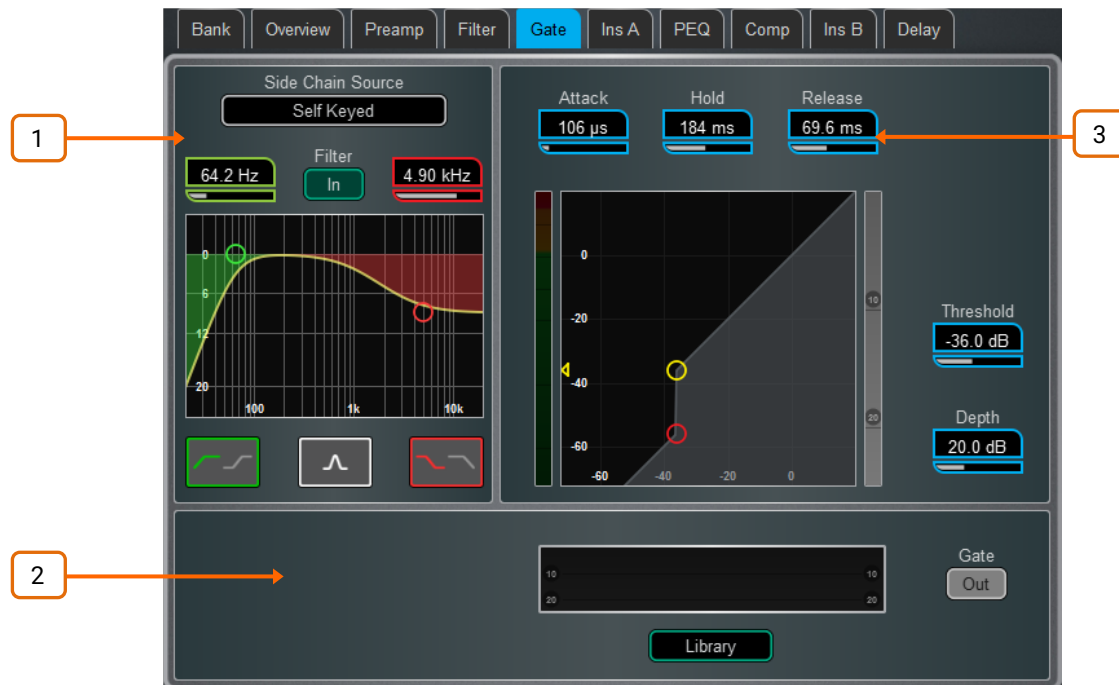 Bank Overview Preamp Filter Gate Ins A PEQ Comp Ins B Delay
1
Side Chain Source
Self Keyed
64.2 Hz
Filter
In
4.90 kHz
0
6
12
20
100 1k 10k
Attack Hold Release
106 µs 184 ms 69.6 ms
3
0
-20
-40
-60
-60 -40 -20 0
10
20
Threshold
-36.0 dB
Depth
20.0 dB
2
10 10
20 20
Gate
Out
Library